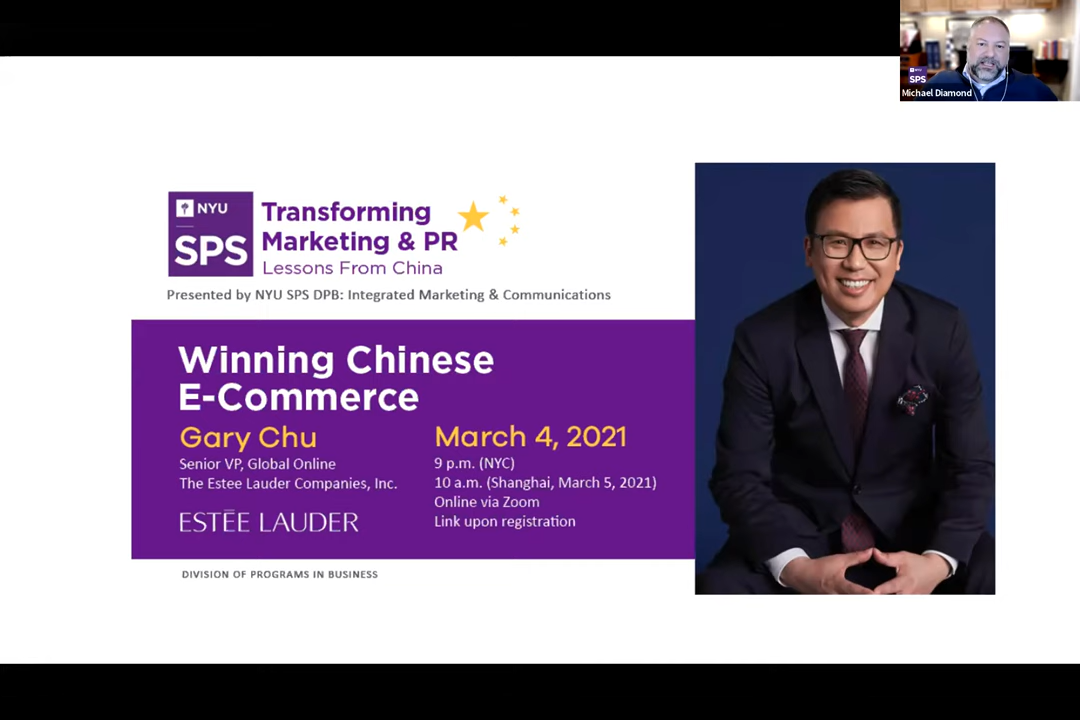 SPS
Michael Diamond
NYU
SPS
Transforming
Marketing & PR
Lessons From China
Presented by NYU SPS DPB: Integrated Marketing & Communications
Winning Chinese
E-Commerce
Gary Chu
Senior VP, Global Online
The Estee Lauder Companies, Inc.
ESTĒE LAUDER
March 4, 2021
9 p.m. (NYC)
10 a.m. (Shanghai, March 5, 2021)
Online via Zoom
Link upon registration
DIVISION OF PROGRAMS IN BUSINESS